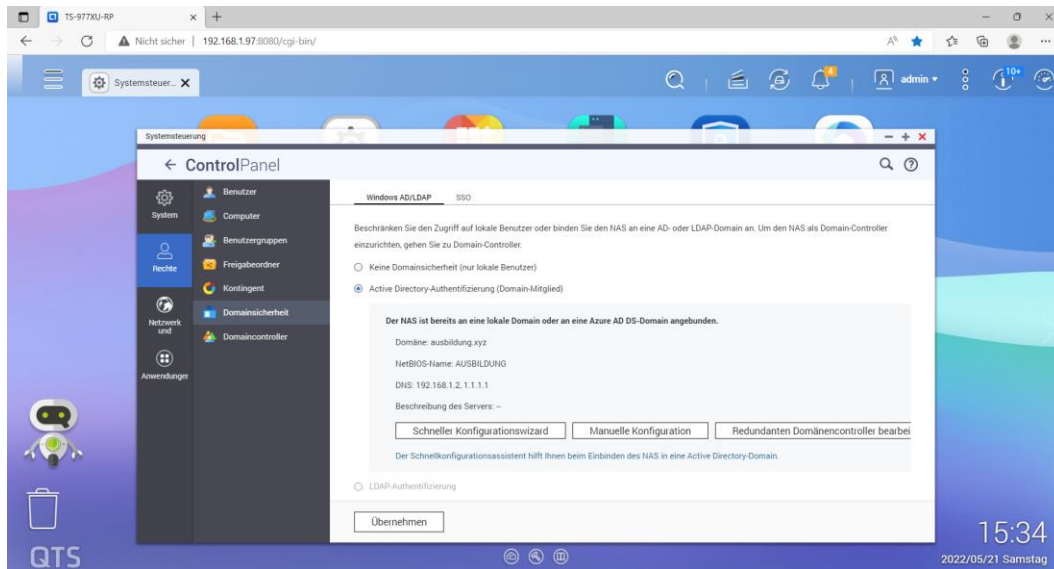 TS-977XU-RP
Nicht sicher | 192.168.1.97:8080/cgi-bin/
Systemsteuer...
4
admin
10+
Systemsteuerung
ControlPanel
System
Rechte
Netzwerk
und
Anwendunger
Benutzer
Computer
Benutzergruppen
Freigabeordner
Kontingent
Domainsicherheit
Domaincontroller
Windows AD/LDAP SSO
Beschränken Sie den Zugriff auf lokale Benutzer oder binden Sie den NAS an eine AD- oder LDAP-Domain an. Um den NAS als Domain-Controller
einzurichten, gehen Sie zu Domain-Controller.
Keine Domainsicherheit (nur lokale Benutzer)
Active Directory-Authentifizierung (Domain-Mitglied)
Der NAS ist bereits an eine lokale Domain oder an eine Azure AD DS-Domain angebunden.
Domäne: ausbildung.xyz
NetBIOS-Name: AUSBILDUNG
DNS: 192.168.1.2, 1.1.1.1
Beschreibung des Servers: --
Schneller Konfigurationswizard Manuelle Konfiguration Redundanten Domänencontroller bearbei
Der Schnellkonfigurationsassistent hilft Ihnen beim Einbinden des NAS in eine Active Directory-Domain.
LDAP-Authentifizierung
Übernehmen
QTS
15:34
2022/05/21 Samstag